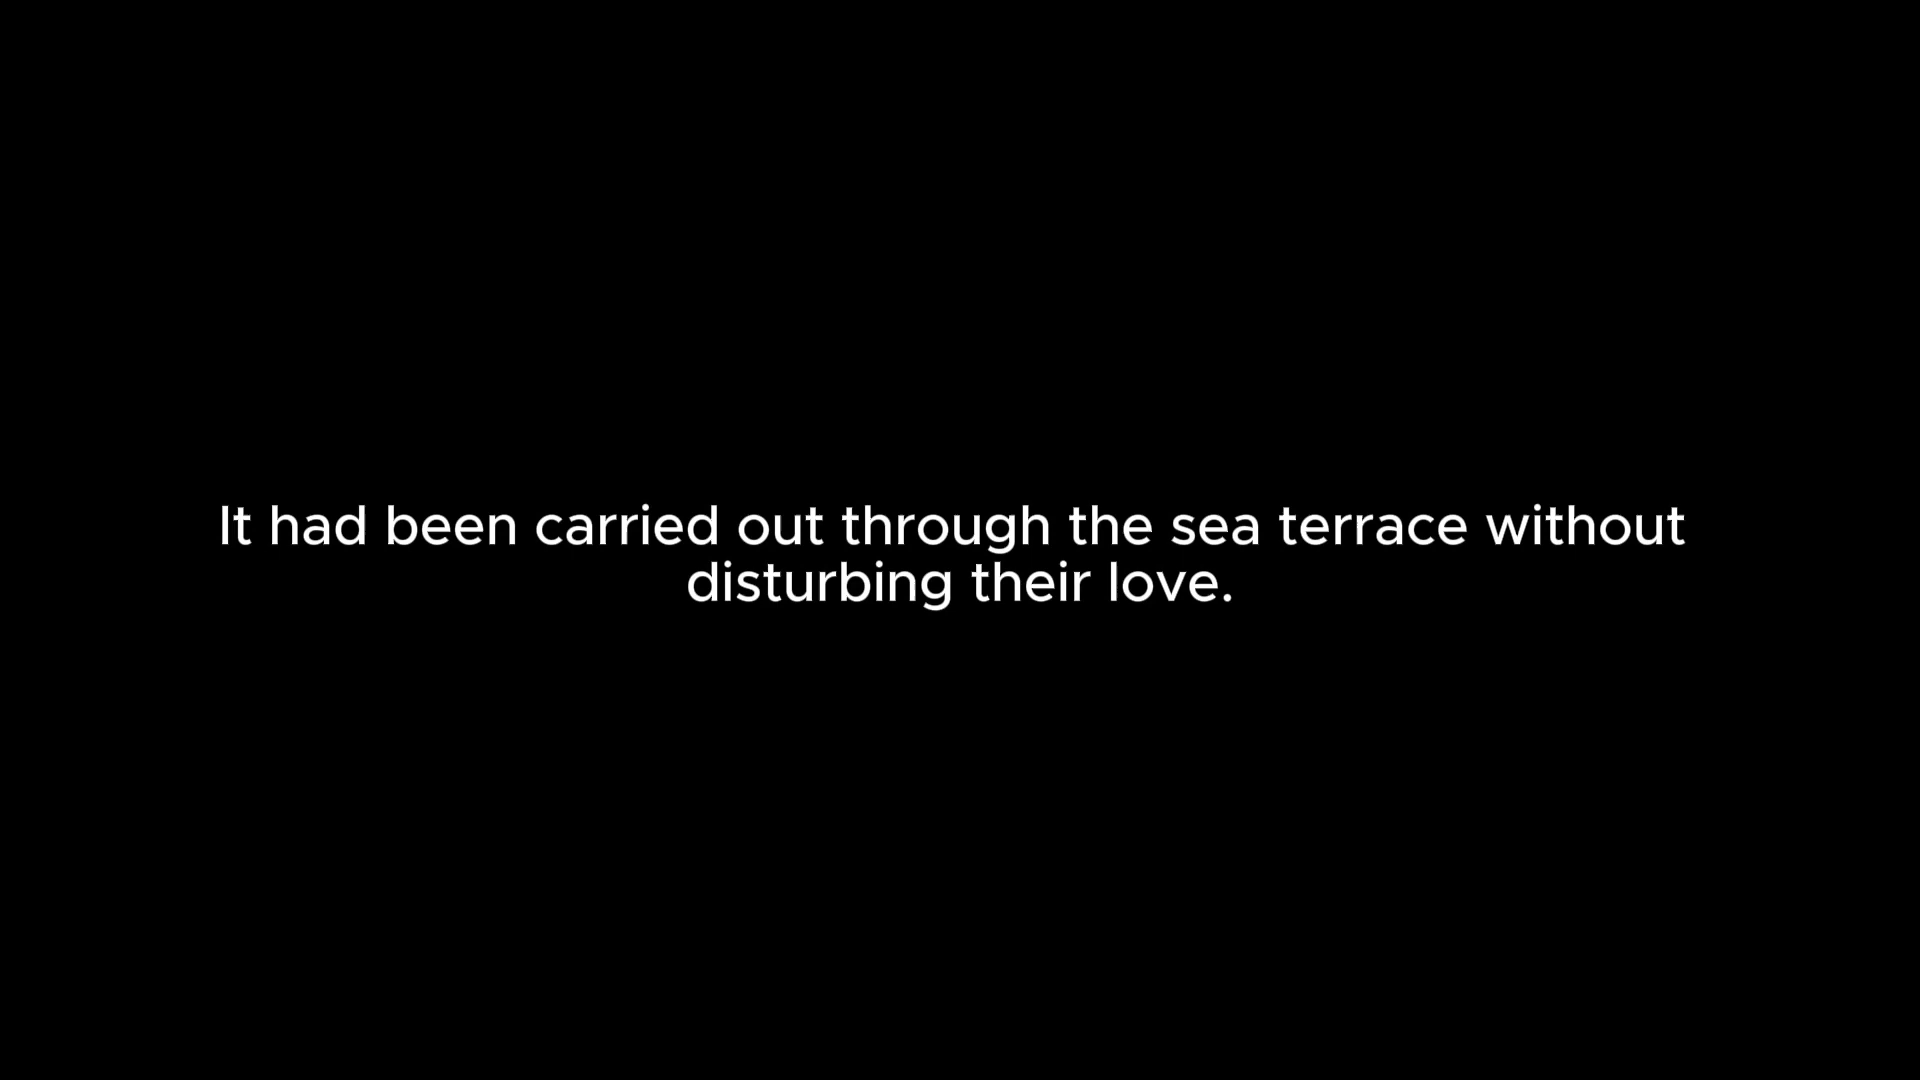 It had been carried out through the sea terrace without
disturbing their love.